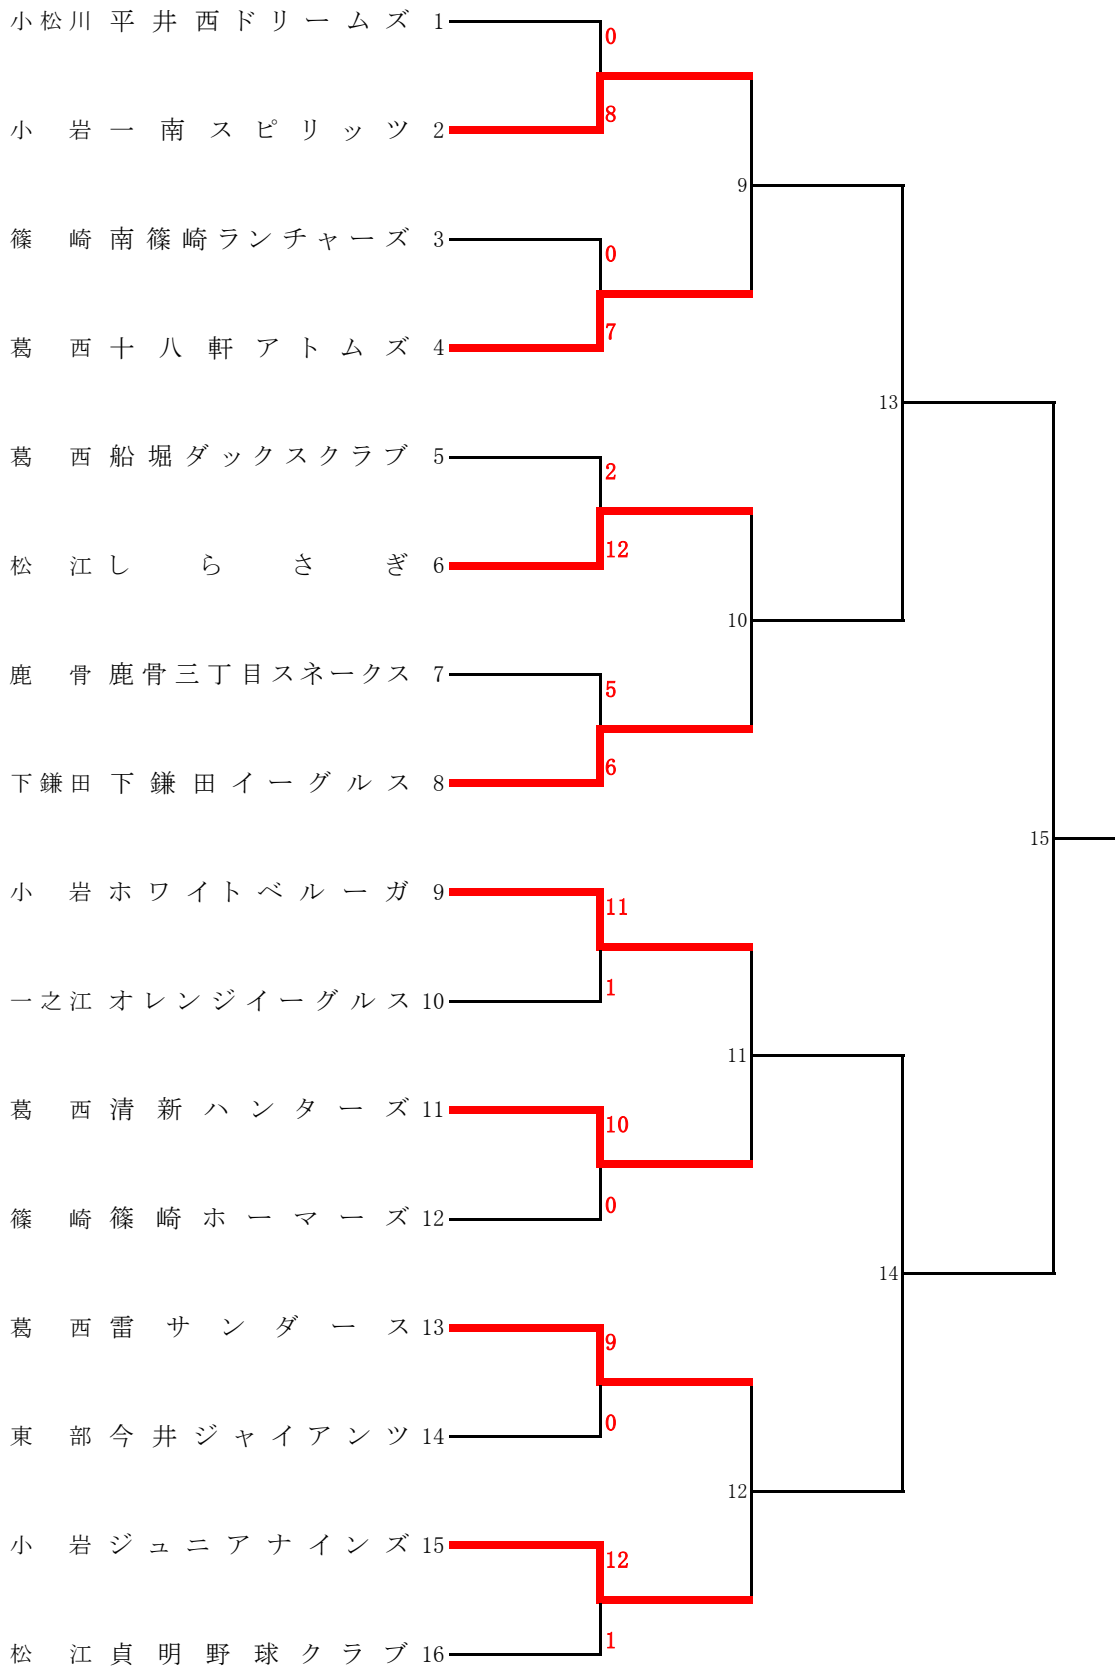 小松川 平井西ドリームズ 1
0
8
小岩 一南スピリッツ 2
9
篠崎 南篠崎ランチャーズ 3
0
7
葛西 十八軒アトムズ 4
13
葛西 船堀ダックスクラブ 5
2
12
松江 しらさぎ 6
10
鹿骨 鹿骨三丁目スネークス 7
5
6
下鎌田 下鎌田イーグルス 8
15
小岩 ホワイトベルーガ 9
11
1
一之江 オレンジイーグルス 10
11
葛西 清新ハンターズ 11
10
0
篠崎 篠崎ホーマーズ 12
14
葛西 雷サンダース 13
9
0
東部 今井ジャイアンツ 14
12
小岩 ジュニアナインズ 15
12
1
松江 貞明野球クラブ 16